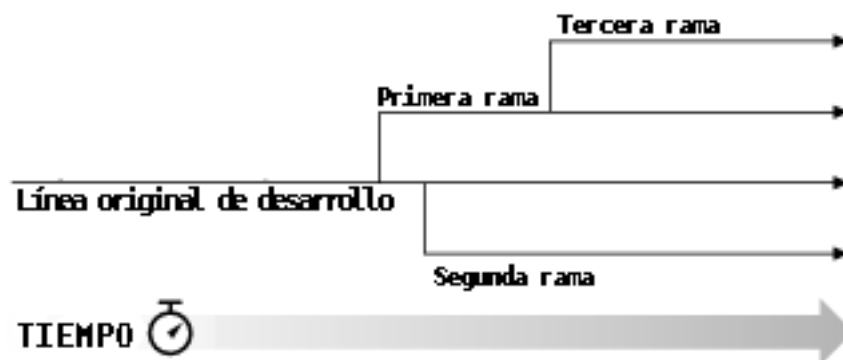 Tercera rama
Primera rama
Línea original de desarrollo
Segunda rama
TIEMPO